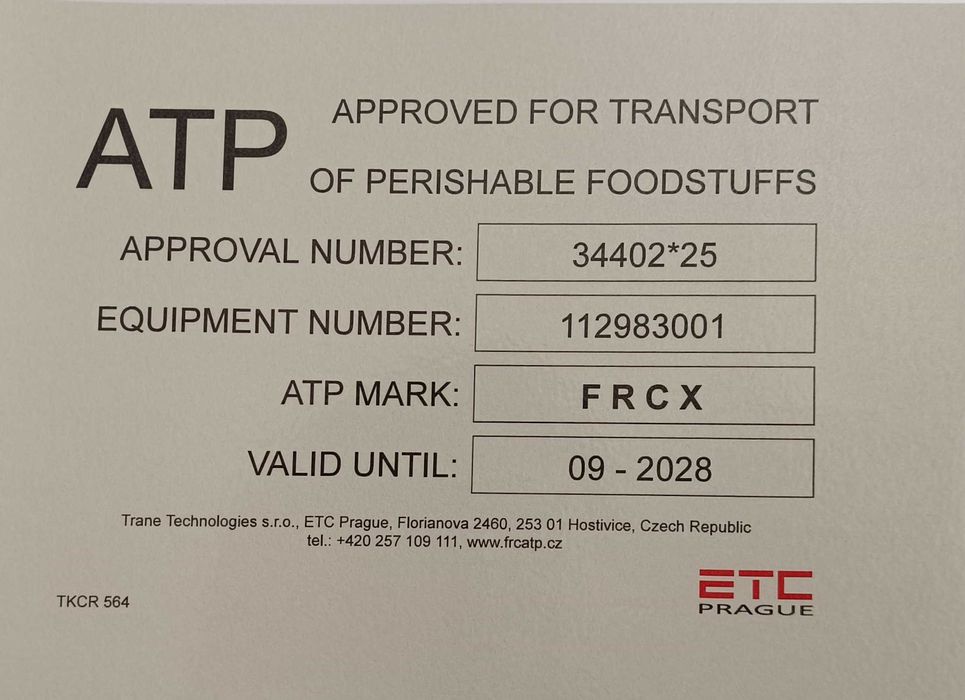 ATP
APPROVED FOR TRANSPORT
OF PERISHABLE FOODSTUFFS
APPROVAL NUMBER: 34402*25
EQUIPMENT NUMBER: 112983001
ATP MARK: F R C X
VALID UNTIL: 09 - 2028
Trane Technologies s.r.o., ETC Prague, Florianova 2460, 253 01 Hostivice, Czech Republic
tel.: +420 257 109 111, www.frcatp.cz
TKCR 564
ETC
PRAGUE